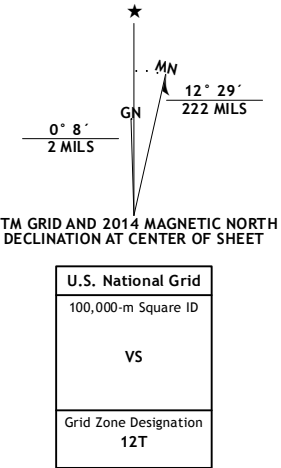 MN
GN
12° 29´
222 MILS
0° 8´
2 MILS
TM GRID AND 2014 MAGNETIC NORTH
DECLINATION AT CENTER OF SHEET
U.S. National Grid
100,000-m Square ID
VS
Grid Zone Designation
12T